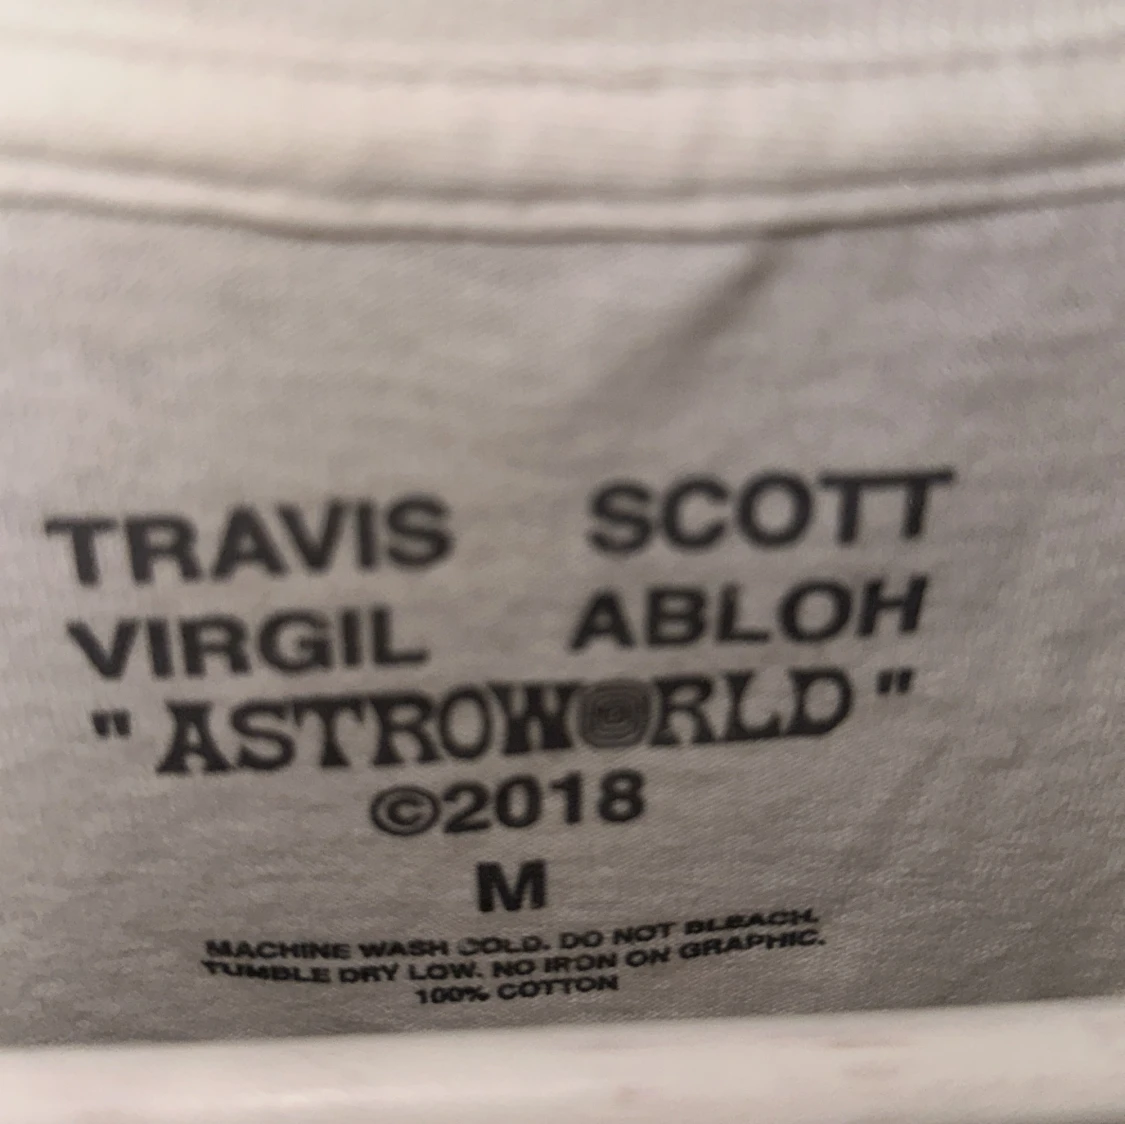 TRAVIS SCOTT
VIRGIL ABLOH
" ASTROWORLD "
©2018
M
MACHINE WASH COLD. DO NOT BLEACH.
TUMBLE DRY LOW. NO IRON ON GRAPHIC.
100% COTTON